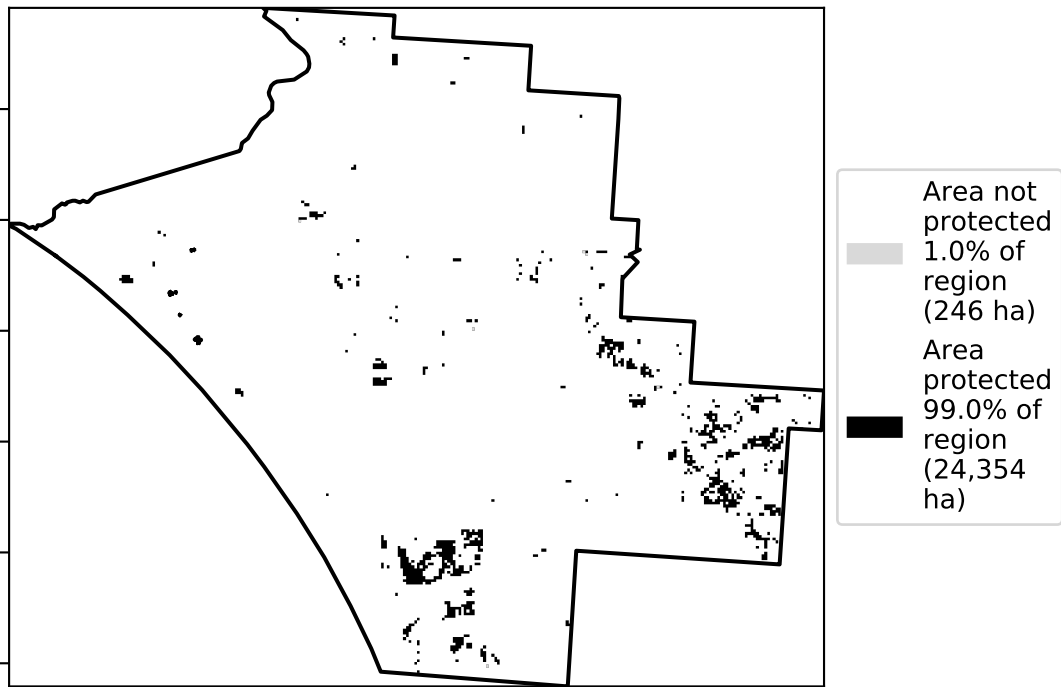 Area not
protected
1.0% of
region
(246 ha)
Area
protected
99.0% of
region
(24,354
ha)